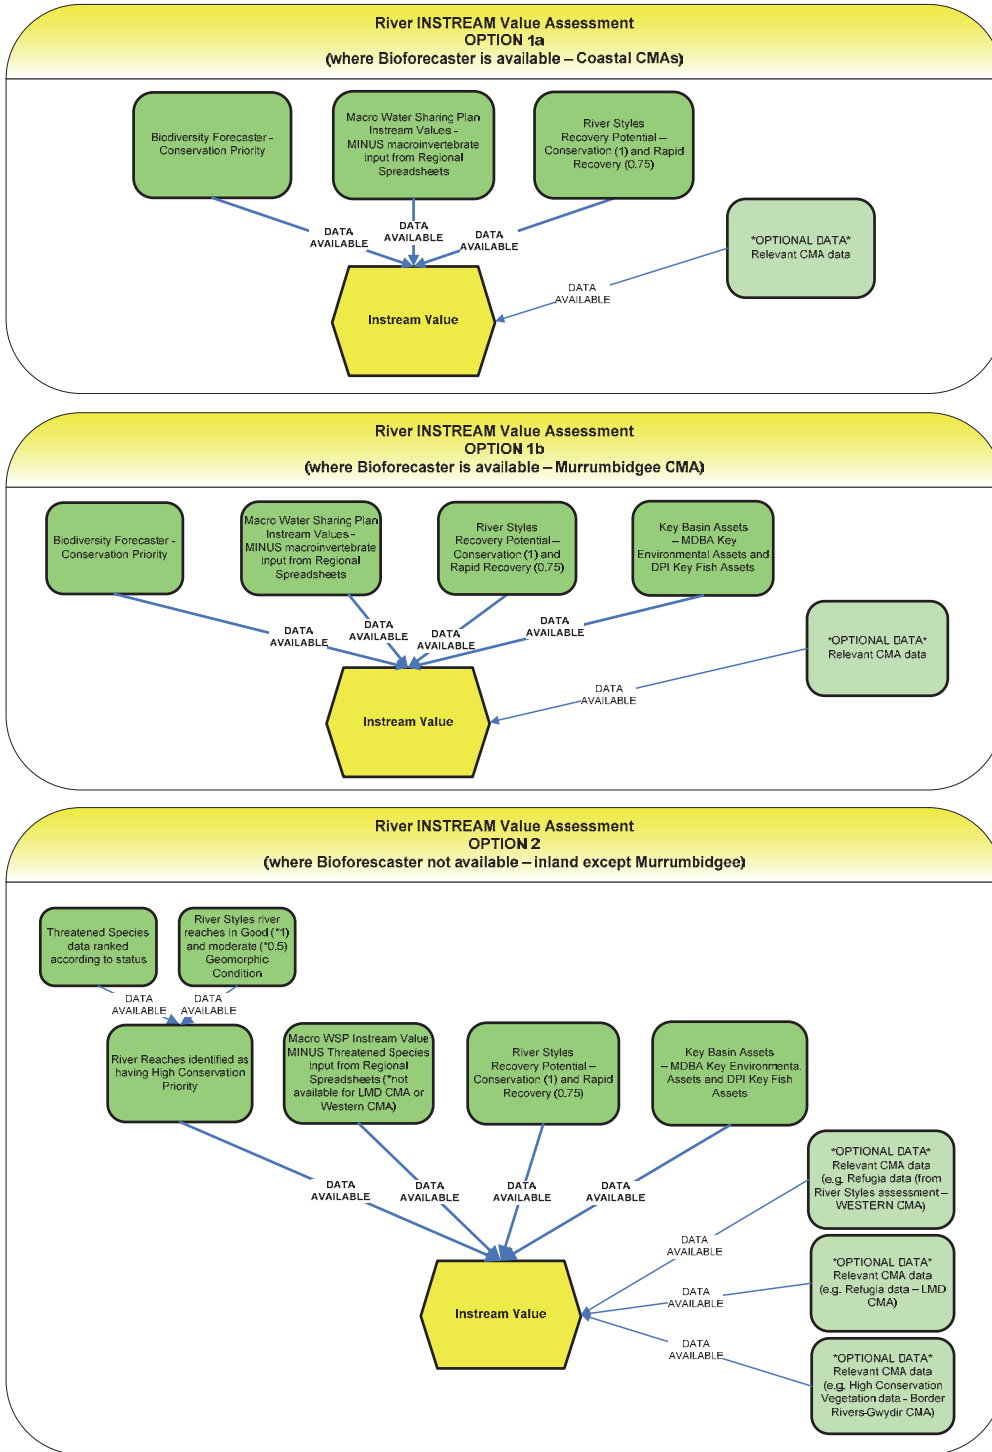 River INSTREAM Value Assessment
OPTION 1a
(where Bioforecaster is available – Coastal CMAs)
Biodiversity Forecaster -
Conservation Priority
Macro Water Sharing Plan
Instream Values -
MINUS macroinvertebrate
input from Regional
Spreadsheets
River Styles
Recovery Potential –
Conservation (1) and Rapid
Recovery (0.75)
DATA
AVAILABLE
DATA
AVAILABLE
DATA
AVAILABLE
*OPTIONAL DATA*
Relevant CMA data
DATA
AVAILABLE
Instream Value
River INSTREAM Value Assessment
OPTION 1b
(where Bioforecaster is available – Murrumbidgee CMA)
Biodiversity Forecaster -
Conservation Priority
Macro Water Sharing Plan
Instream Values -
MINUS macroinvertebrate
input from Regional
Spreadsheets
River Styles
Recovery Potential –
Conservation (1) and
Rapid Recovery (0.75)
Key Basin Assets
– MDBA Key
Environmental Assets and
DPI Key Fish Assets
DATA
AVAILABLE
DATA
AVAILABLE
DATA
AVAILABLE
DATA
AVAILABLE
*OPTIONAL DATA*
Relevant CMA data
DATA
AVAILABLE
Instream Value
River INSTREAM Value Assessment
OPTION 2
(where Bioforescaster not available – inland except Murrumbidgee)
Threatened Species
data ranked
according to status
River Styles river
reaches in Good (*1)
and moderate (*0.5)
Geomorphic
Condition
DATA
AVAILABLE
DATA
AVAILABLE
River Reaches identified as
having High Conservation
Priority
Macro WSP Instream Value
MINUS Threatened Species
input from Regional
Spreadsheets (*not
available for LMD CMA or
Western CMA)
River Styles
Recovery Potential –
Conservation (1) and Rapid
Recovery (0.75)
Key Basin Assets
– MDBA Key Environmenta.
Assets and DPI Key Fish
Assets
DATA
AVAILABLE
DATA
AVAILABLE
DATA
AVAILABLE
DATA
AVAILABLE
*OPTIONAL DATA*
Relevant CMA data
(e.g. Refugia data (from
River Styles assessment –
WESTERN CMA)
DATA
AVAILABLE
*OPTIONAL DATA*
Relevant CMA data
(e.g. Refugia data – LMD
CMA)
DATA
AVAILABLE
Instream Value
DATA
AVAILABLE
*OPTIONAL DATA*
Relevant CMA data
(e.g. High Conservation
Vegetation data - Border
Rivers-Gwydir CMA)